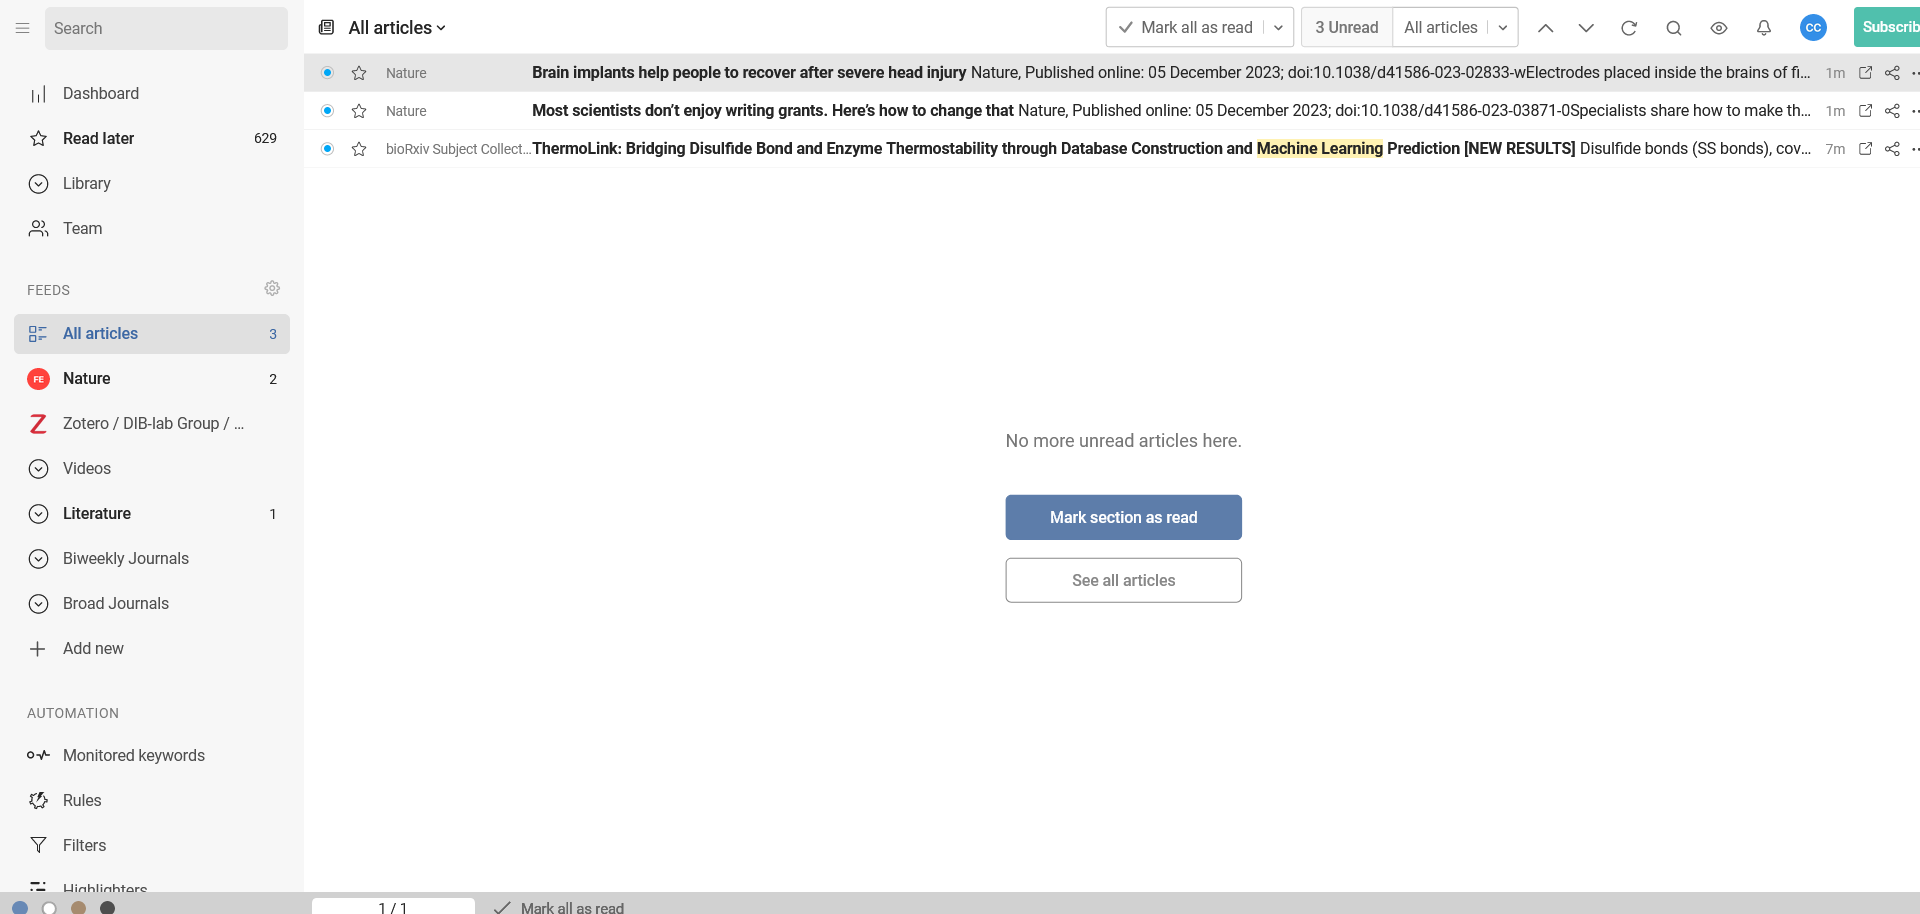 Search
Dashboard
Read later 629
Library
Team
FEEDS
All articles 3
FE Nature 2
Zotero / DIB-lab Group / ...
Videos
Literature 1
Biweekly Journals
Broad Journals
Add new
AUTOMATION
Monitored keywords
Rules
Filters
Highlighters
All articles
Mark all as read
3 Unread
All articles
CC
Subscrib
Nature Brain implants help people to recover after severe head injury Nature, Published online: 05 December 2023; doi:10.1038/d41586-023-02833-wElectrodes placed inside the brains of fi... 1m
Nature Most scientists don’t enjoy writing grants. Here’s how to change that Nature, Published online: 05 December 2023; doi:10.1038/d41586-023-03871-0Specialists share how to make th... 1m
bioRxiv Subject Collect... ThermoLink: Bridging Disulfide Bond and Enzyme Thermostability through Database Construction and Machine Learning Prediction [NEW RESULTS] Disulfide bonds (SS bonds), cov... 7m
No more unread articles here.
Mark section as read
See all articles
1 / 1
Mark all as read